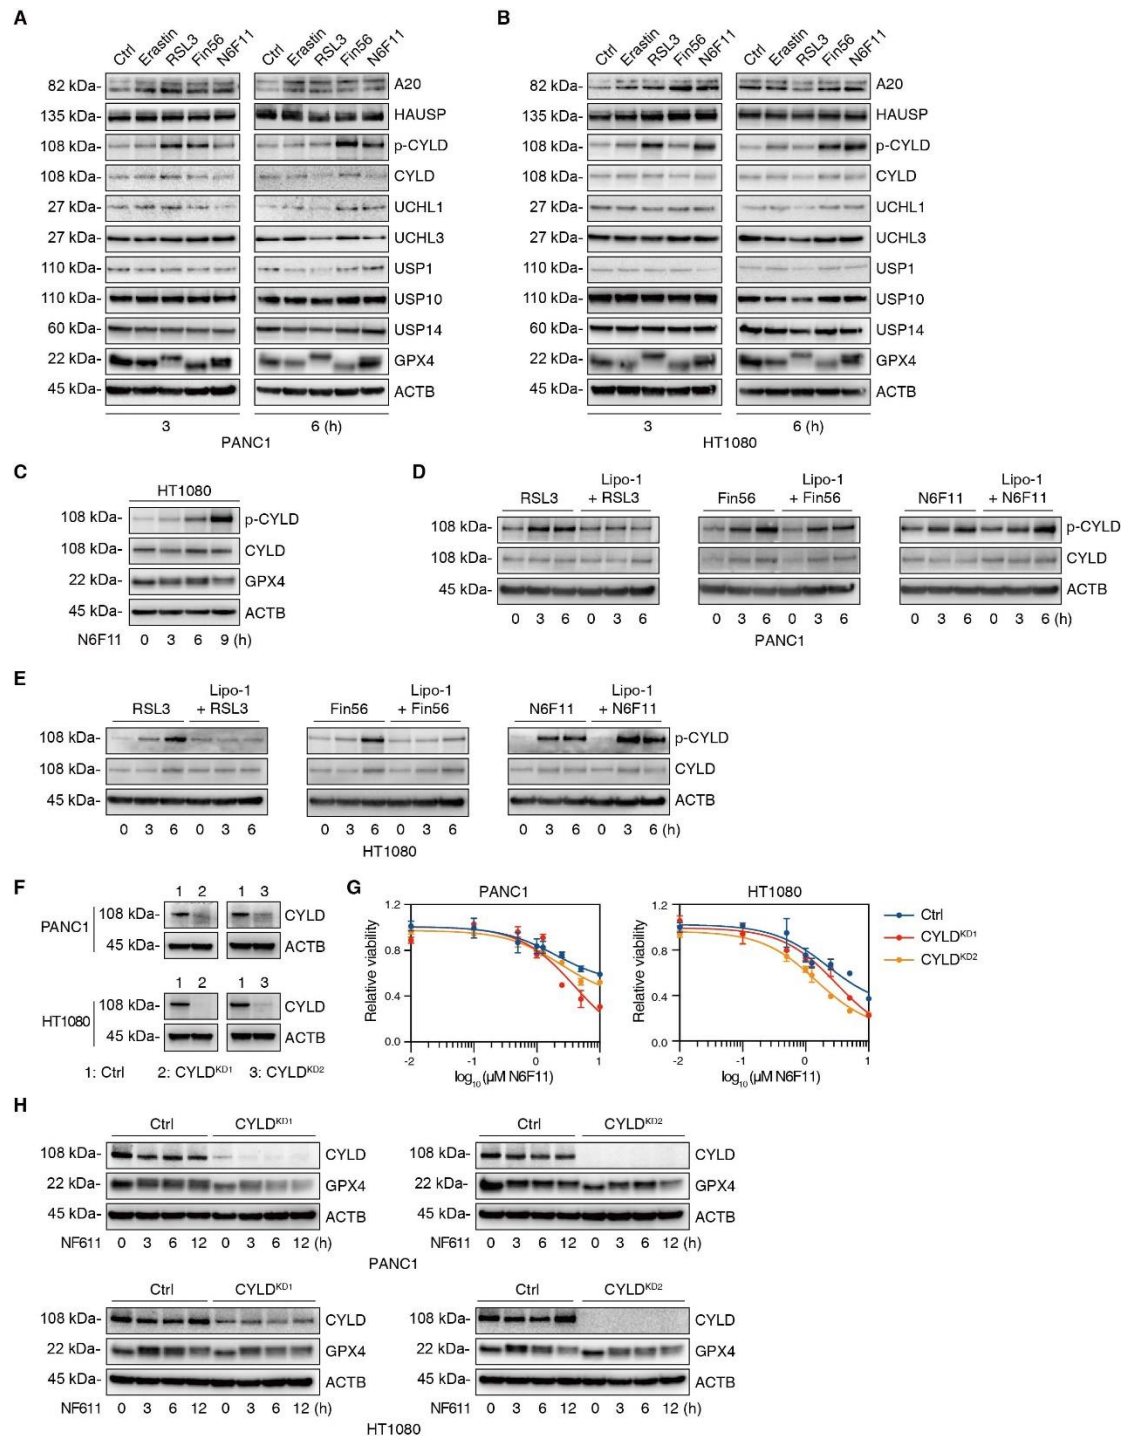 A
Ctrl Erastin RSL3 Fin56 N6F11 Ctrl Erastin RSL3 Fin56 N6F11
82 kDa- A20
135 kDa- HAUSP
108 kDa- p-CYLD
108 kDa- CYLD
27 kDa- UCHL1
27 kDa- UCHL3
110 kDa- USP1
110 kDa- USP10
60 kDa- USP14
22 kDa- GPX4
45 kDa- ACTB
3 6 (h)
PANC1
B
Ctrl Erastin RSL3 Fin56 N6F11 Ctrl Erastin RSL3 Fin56 N6F11
82 kDa- A20
135 kDa- HAUSP
108 kDa- p-CYLD
108 kDa- CYLD
27 kDa- UCHL1
27 kDa- UCHL3
110 kDa- USP1
110 kDa- USP10
60 kDa- USP14
22 kDa- GPX4
45 kDa- ACTB
3 6 (h)
HT1080
C
HT1080
108 kDa- p-CYLD
108 kDa- CYLD
22 kDa- GPX4
45 kDa- ACTB
N6F11 0 3 6 9 (h)
D
Lipo-1 Lipo-1 Lipo-1
RSL3 + RSL3 Fin56 + Fin56 N6F11 + N6F11
108 kDa- p-CYLD
108 kDa- CYLD
45 kDa- ACTB
0 3 6 0 3 6 0 3 6 0 3 6 0 3 6 0 3 6 (h)
PANC1
E
Lipo-1 Lipo-1 Lipo-1
RSL3 + RSL3 Fin56 + Fin56 N6F11 + N6F11
108 kDa- p-CYLD
108 kDa- CYLD
45 kDa- ACTB
0 3 6 0 3 6 0 3 6 0 3 6 0 3 6 0 3 6 (h)
HT1080
F
1 2 1 3
PANC1
108 kDa- CYLD
45 kDa- ACTB
1 2 1 3
HT1080
108 kDa- CYLD
45 kDa- ACTB
1: Ctrl 2: CYLDKD1 3: CYLDKD2
G
PANC1
Relative viability
1.2
0.8
0.4
0.0
-2 -1 0 1
log10 (μM N6F11)
HT1080
Relative viability
1.2
0.8
0.4
0.0
-2 -1 0 1
log10 (μM N6F11)
Ctrl
CYLDKD1
CYLDKD2
H
Ctrl CYLDKD1
108 kDa- CYLD
22 kDa- GPX4
45 kDa- ACTB
NF611 0 3 6 12 0 3 6 12 (h)
Ctrl CYLDKD2
108 kDa- CYLD
22 kDa- GPX4
45 kDa- ACTB
NF611 0 3 6 12 0 3 6 12 (h)
PANC1
Ctrl CYLDKD1
108 kDa- CYLD
22 kDa- GPX4
45 kDa- ACTB
NF611 0 3 6 12 0 3 6 12 (h)
Ctrl CYLDKD2
108 kDa- CYLD
22 kDa- GPX4
45 kDa- ACTB
NF611 0 3 6 12 0 3 6 12 (h)
HT1080